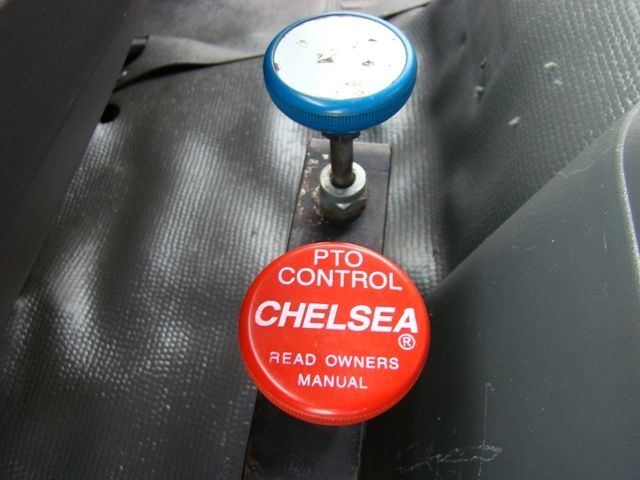 PTO
CONTROL
CHELSEA®
READ OWNERS
MANUAL